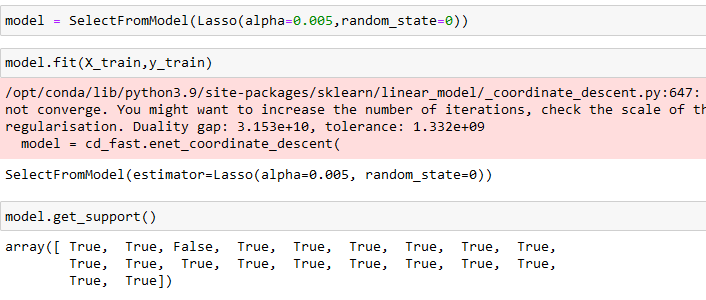 model = SelectFromModel(Lasso(alpha=0.005,random_state=0))
model.fit(X_train,y_train)
/opt/conda/lib/python3.9/site-packages/sklearn/linear_model/_coordinate_descent.py:647:
not converge. You might want to increase the number of iterations, check the scale of th
regularisation. Duality gap: 3.153e+10, tolerance: 1.332e+09
model = cd_fast.enet_coordinate_descent(
SelectFromModel(estimator=Lasso(alpha=0.005, random_state=0))
model.get_support()
array([ True, True, False, True, True, True, True, True, True,
True, True, True, True, True, True, True, True, True,
True, True])